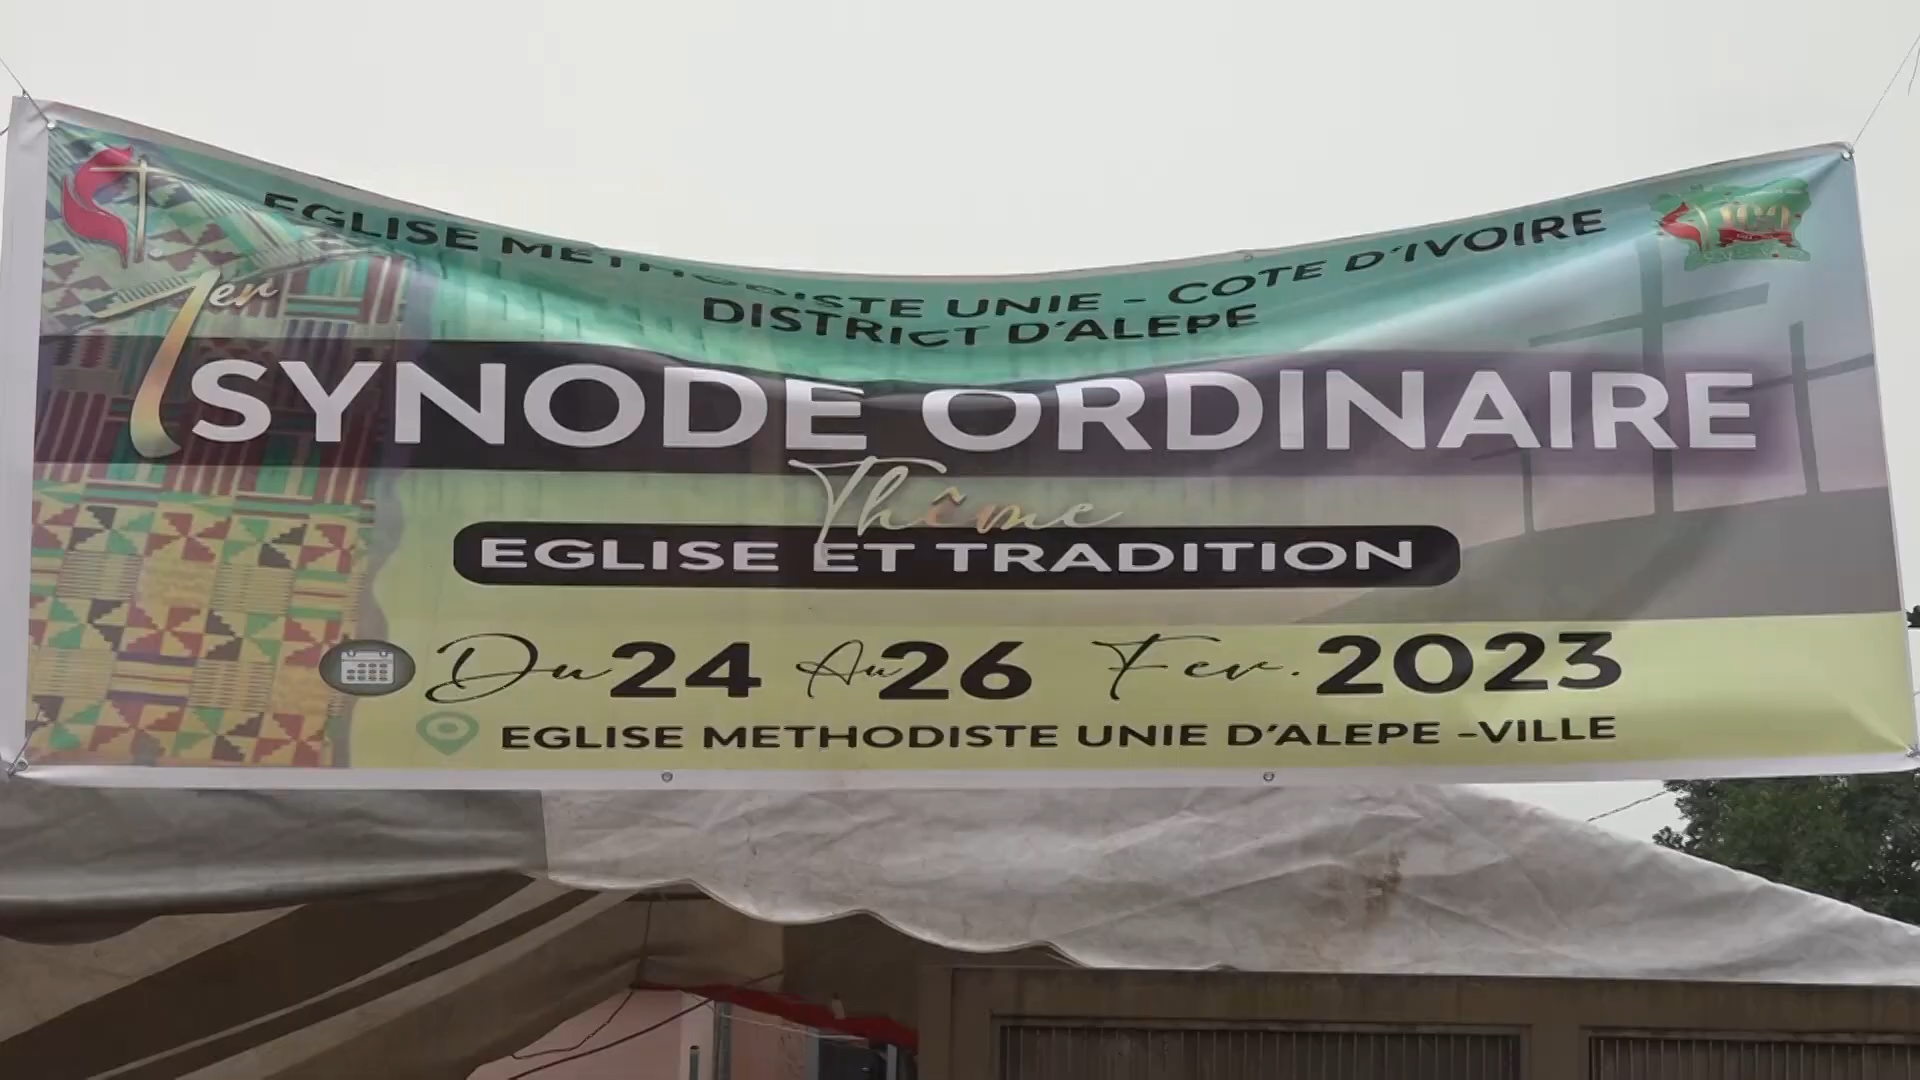 EGLISE METHODISTE UNIE - COTE D'IVOIRE
DISTRICT D'ALEPE
1er
SYNODE ORDINAIRE
Thême
EGLISE ET TRADITION
Du 24 Au 26 Fev. 2023
EGLISE METHODISTE UNIE D'ALEPE -VILLE